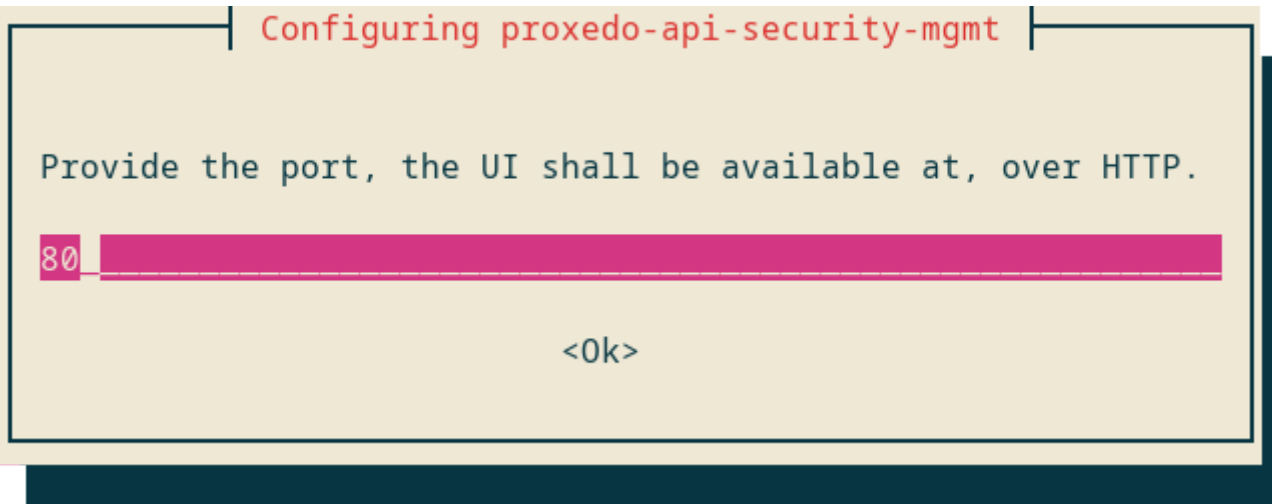 Configuring proxedo-api-security-mgmt
Provide the port, the UI shall be available at, over HTTP.
80
<Ok>